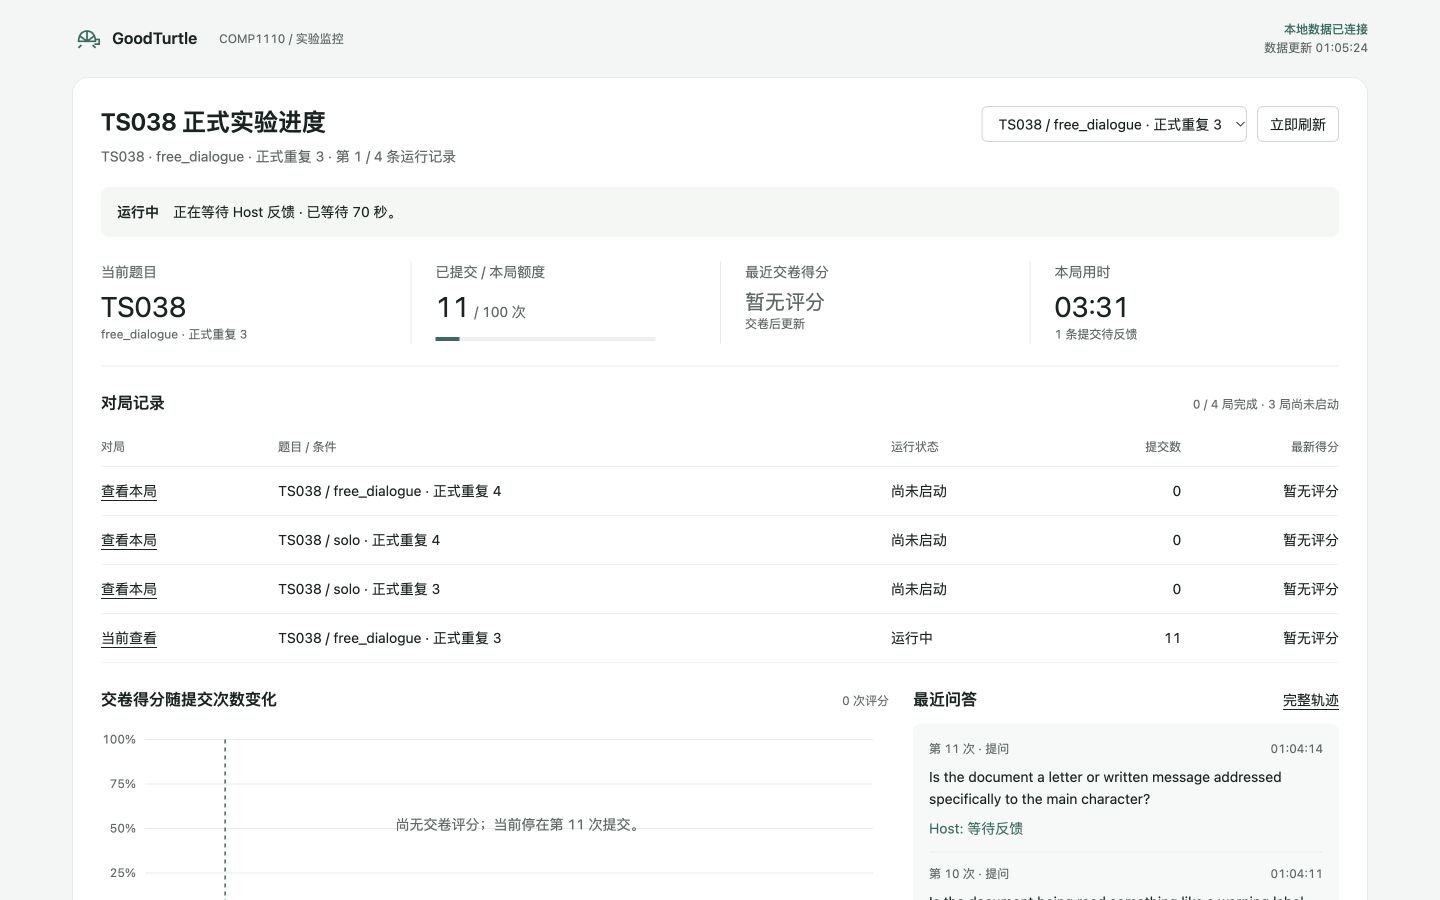 GoodTurtle COMP1110 / 实验监控
本地数据已连接
数据更新 01:05:24
TS038 正式实验进度
TS038 / free_dialogue · 正式重复 3
立即刷新
TS038 · free_dialogue · 正式重复 3 · 第 1 / 4 条运行记录
运行中 正在等待 Host 反馈 · 已等待 70 秒。
当前题目
TS038
free_dialogue · 正式重复 3
已提交 / 本局额度
11 / 100 次
最近交卷得分
暂无评分
交卷后更新
本局用时
03:31
1 条提交待反馈
对局记录
0 / 4 局完成 · 3 局尚未启动
对局 题目 / 条件 运行状态 提交数 最新得分
查看本局 TS038 / free_dialogue · 正式重复 4 尚未启动 0 暂无评分
查看本局 TS038 / solo · 正式重复 4 尚未启动 0 暂无评分
查看本局 TS038 / solo · 正式重复 3 尚未启动 0 暂无评分
当前查看 TS038 / free_dialogue · 正式重复 3 运行中 11 暂无评分
交卷得分随提交次数变化
0 次评分
100%
75%
50%
25%
尚无交卷评分；当前停在第 11 次提交。
最近问答
完整轨迹
第 11 次 · 提问 01:04:14
Is the document a letter or written message addressed
specifically to the main character?
Host: 等待反馈
第 10 次 · 提问 01:04:11